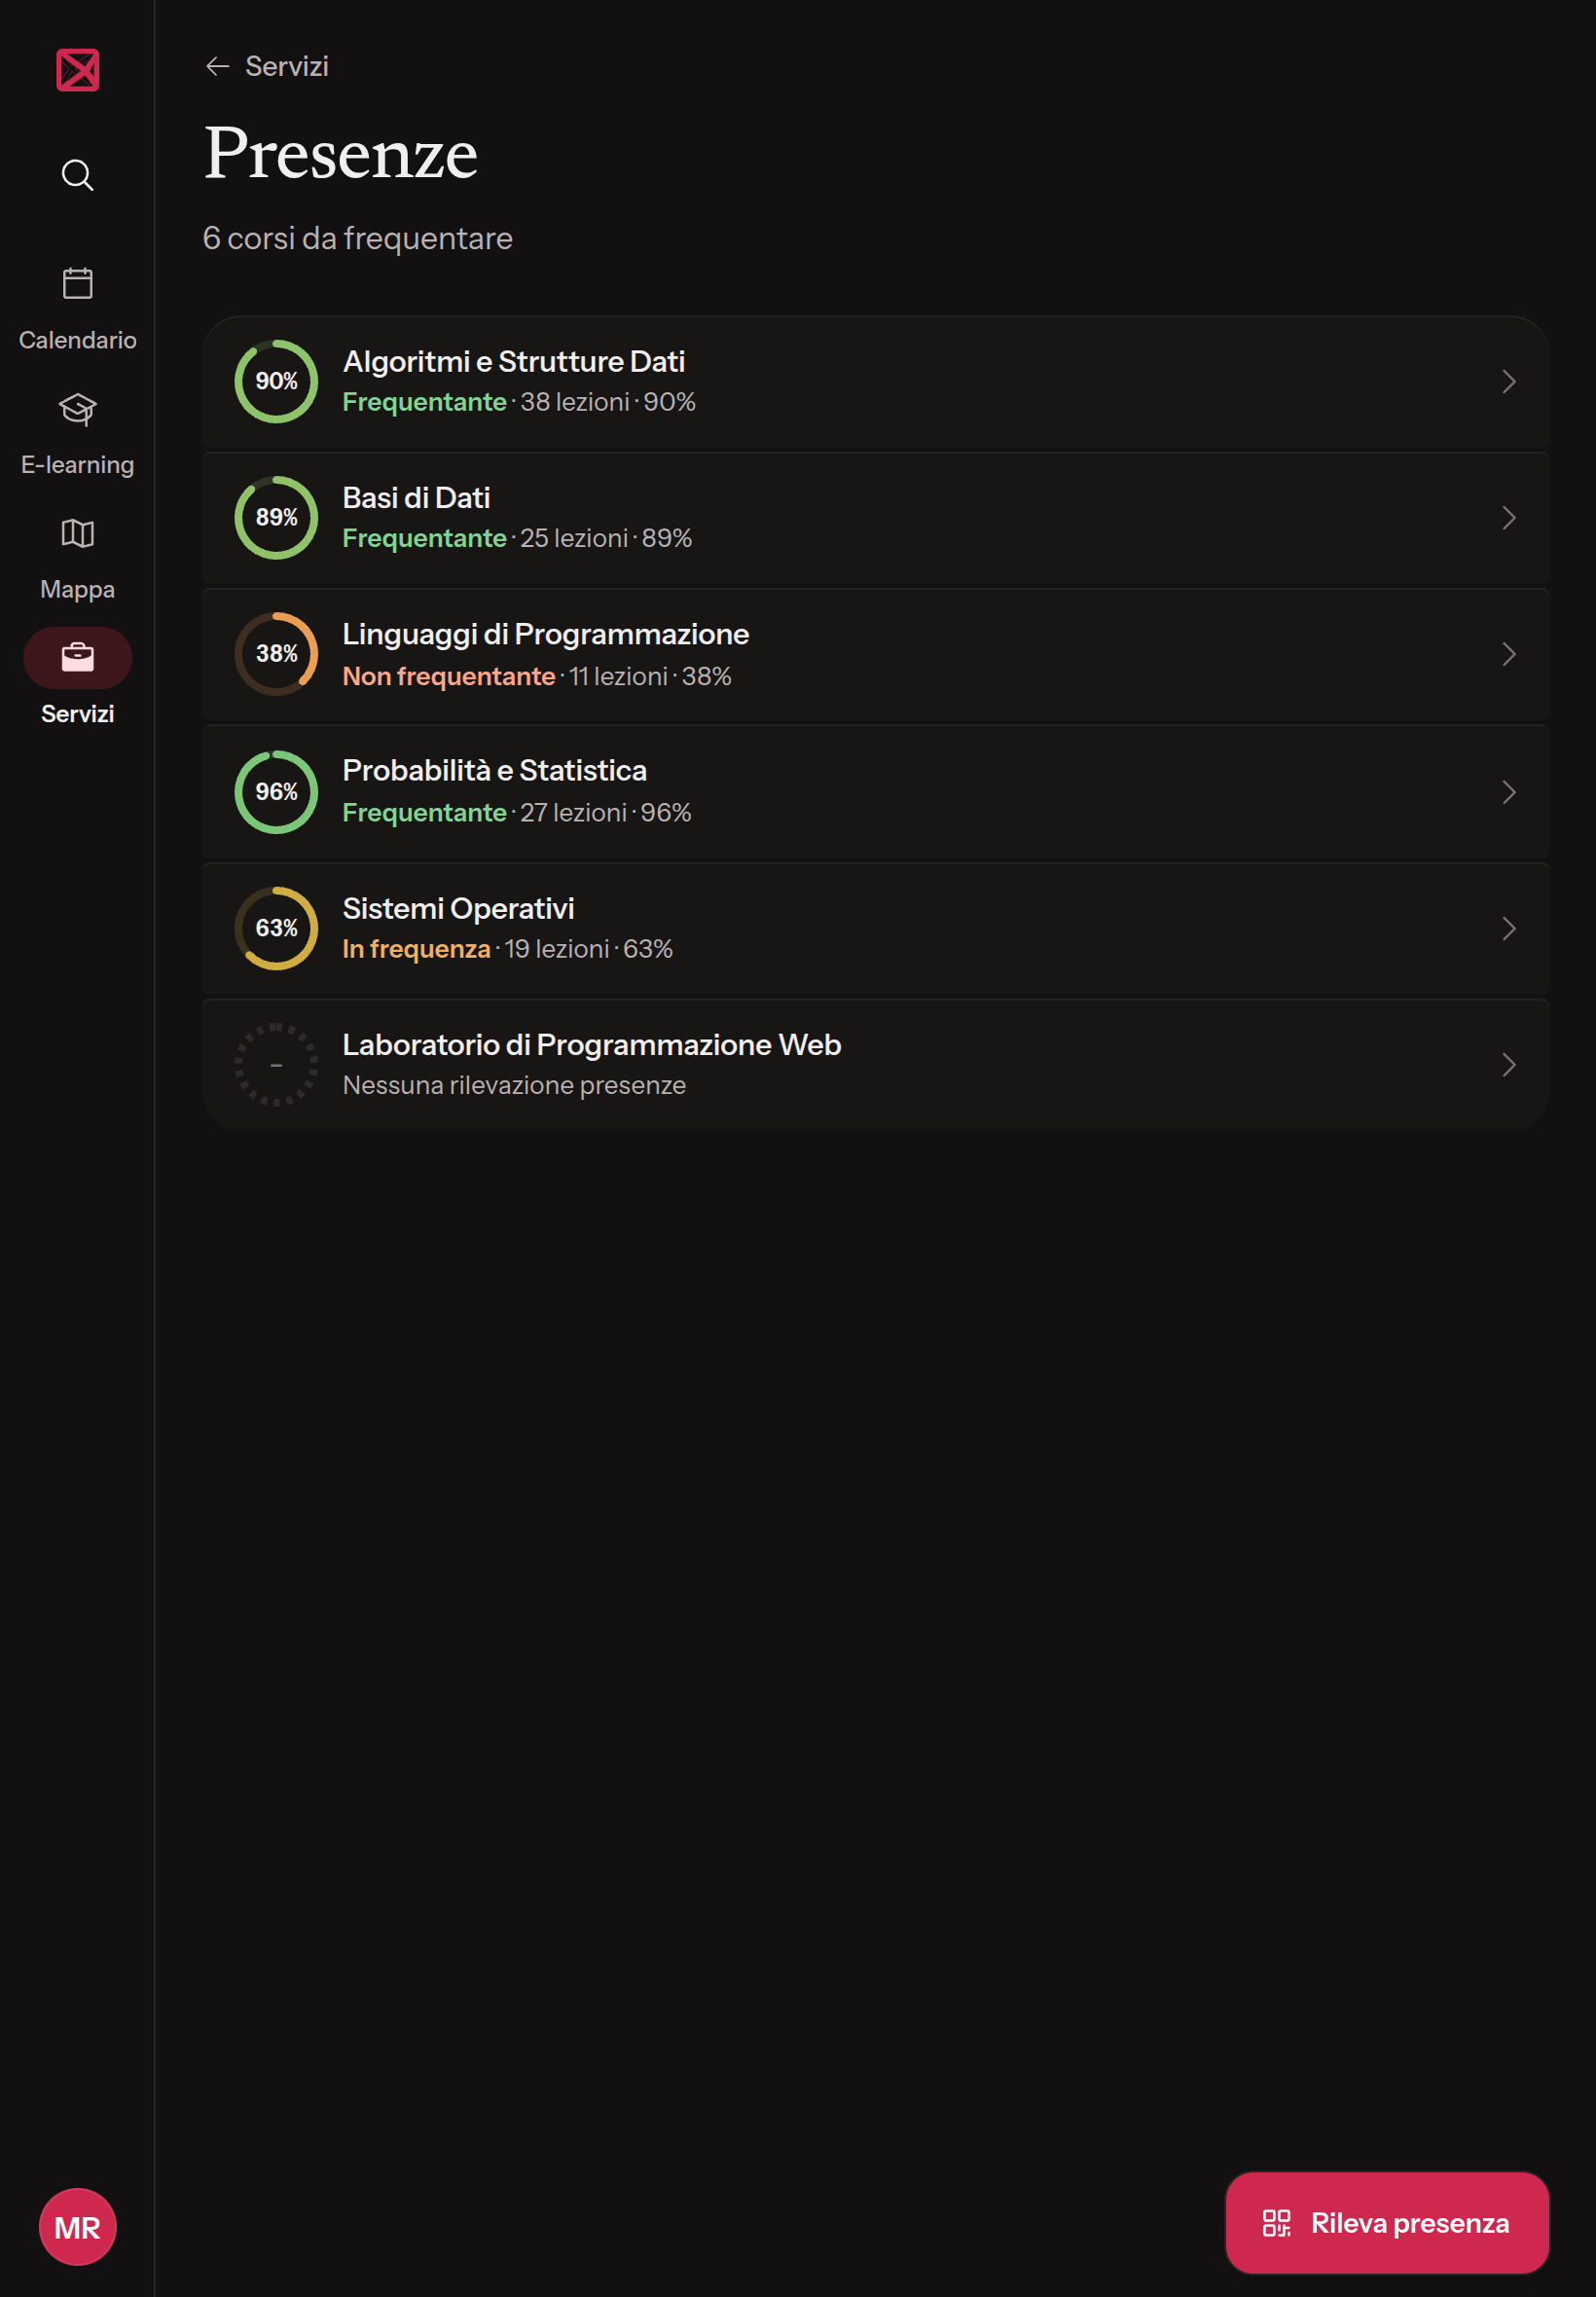 Servizi
Presenze
6 corsi da frequentare
Calendario
E-learning
Mappa
Servizi
90%
Algoritmi e Strutture Dati
Frequentante · 38 lezioni · 90%
89%
Basi di Dati
Frequentante · 25 lezioni · 89%
38%
Linguaggi di Programmazione
Non frequentante · 11 lezioni · 38%
96%
Probabilità e Statistica
Frequentante · 27 lezioni · 96%
63%
Sistemi Operativi
In frequenza · 19 lezioni · 63%
–
Laboratorio di Programmazione Web
Nessuna rilevazione presenze
MR
Rileva presenza